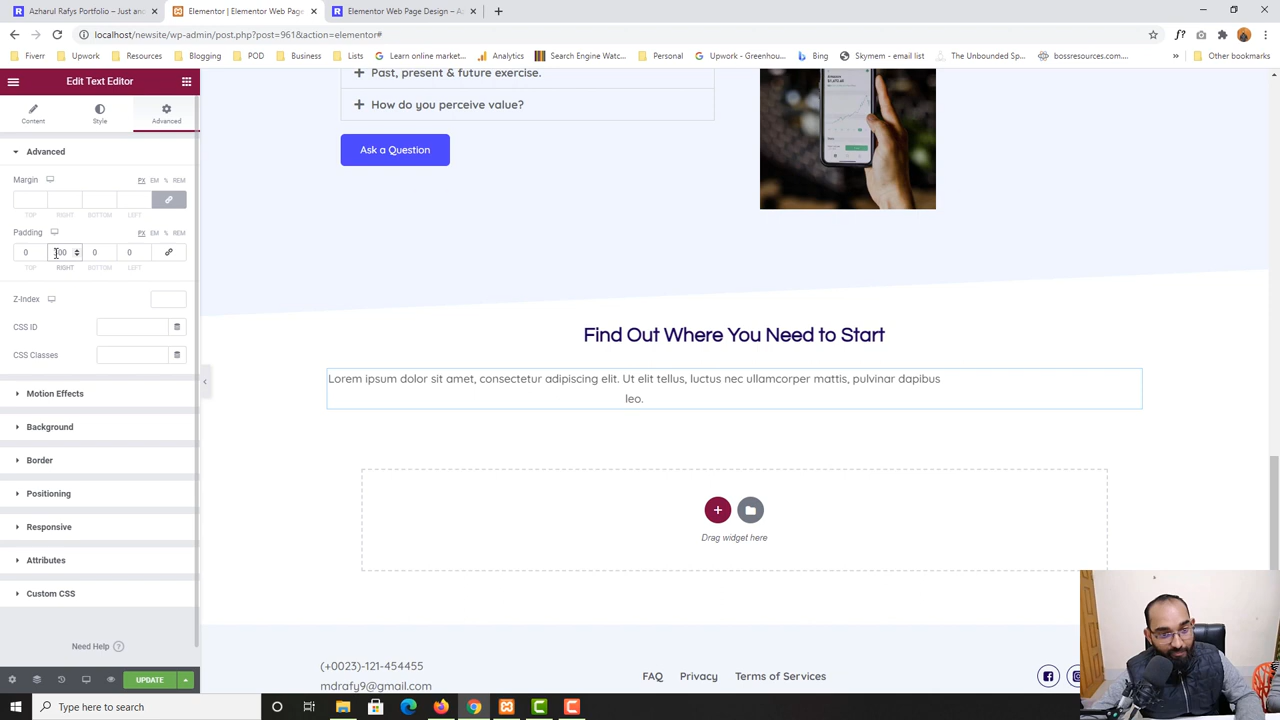 Azharul Rafys Portfolio – Just and
Elementor | Elementor Web Page
Elementor Web Page Design – As
localhost/newsite/wp-admin/post.php?post=961&action=elementor#
Fiverr
Upwork
Resources
Blogging
POD
Business
Lists
Learn online market...
Analytics
Search Engine Watc...
Personal
Upwork - Greenhou...
Bing
Skymem - email list
The Unbounded Sp...
bossresources.com...
Other bookmarks
Edit Text Editor
Content
Style
Advanced
Advanced
Margin
PX EM % REM
TOP RIGHT BOTTOM LEFT
Padding
PX EM % REM
0 0 0
TOP RIGHT BOTTOM LEFT
Z-Index
CSS ID
CSS Classes
Motion Effects
Background
Border
Positioning
Responsive
Attributes
Custom CSS
Need Help
UPDATE
Past, present & future exercise.
How do you perceive value?
Ask a Question
Find Out Where You Need to Start
Lorem ipsum dolor sit amet, consectetur adipiscing elit. Ut elit tellus, luctus nec ullamcorper mattis, pulvinar dapibus
leo.
Drag widget here
(+0023)-121-454455
mdrafy9@gmail.com
FAQ
Privacy
Terms of Services
Type here to search